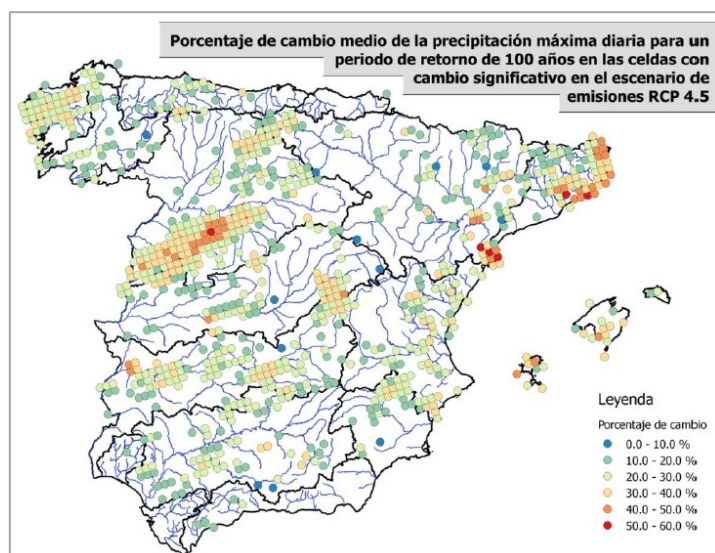 Porcentaje de cambio medio de la precipitación máxima diaria para un
periodo de retorno de 100 años en las celdas con
cambio significativo en el escenario de
emisiones RCP 4.5
Leyenda
Porcentaje de cambio
0.0 - 10.0 %
10.0 - 20.0 %
20.0 - 30.0 %
30.0 - 40.0 %
40.0 - 50.0 %
50.0 - 60.0 %